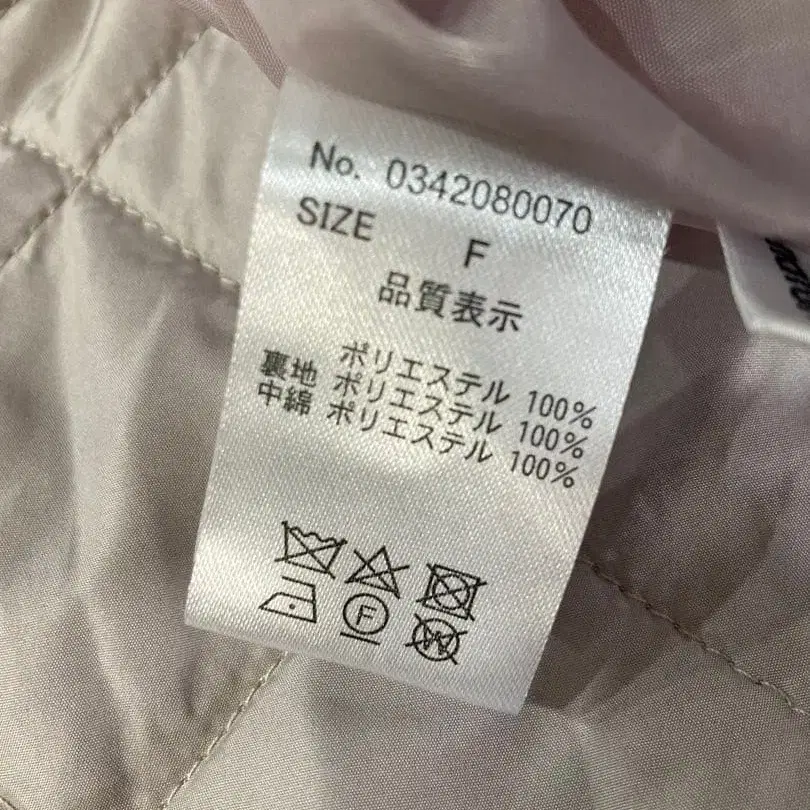 No. 0342080070
SIZE F
品質表示
ポリエステル 100%
裏地 ポリエステル 100%
中綿 ポリエステル 100%
F
W